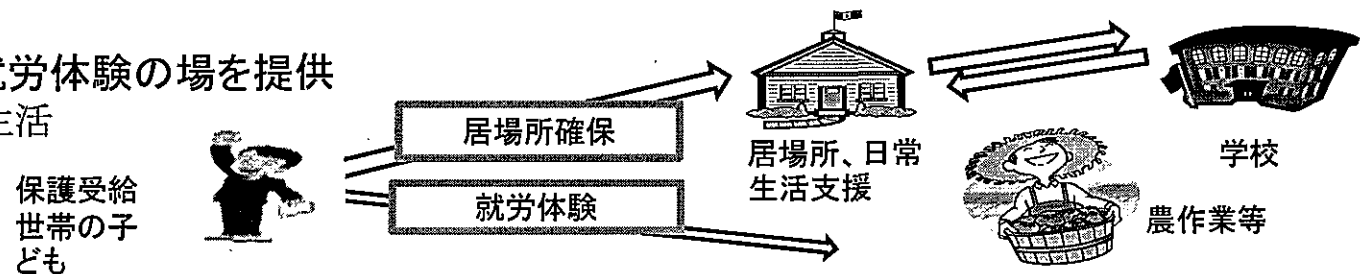 労体験の場を提供
生活
保護受給
世帯の子
ども
居場所確保
就労体験
居場所、日常
生活支援
学校
農作業等